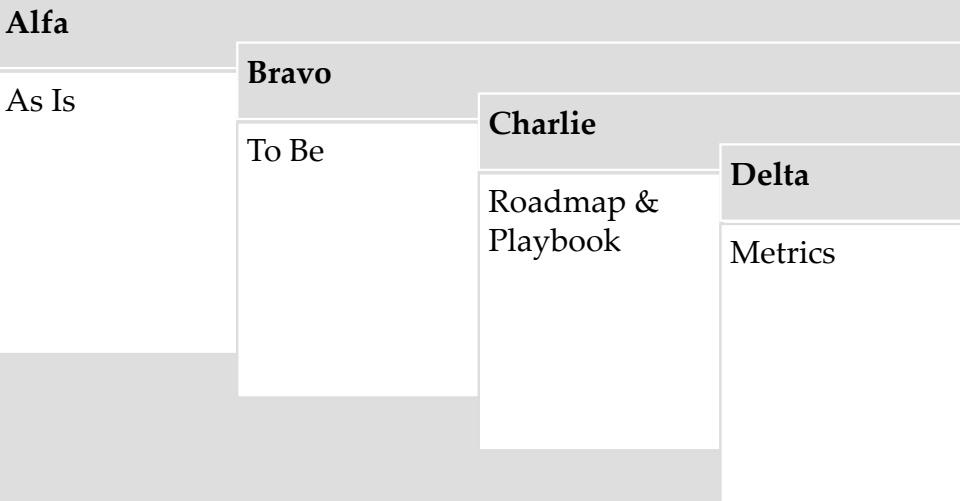 Alfa
As Is
Bravo
To Be
Charlie
Roadmap &
Playbook
Delta
Metrics